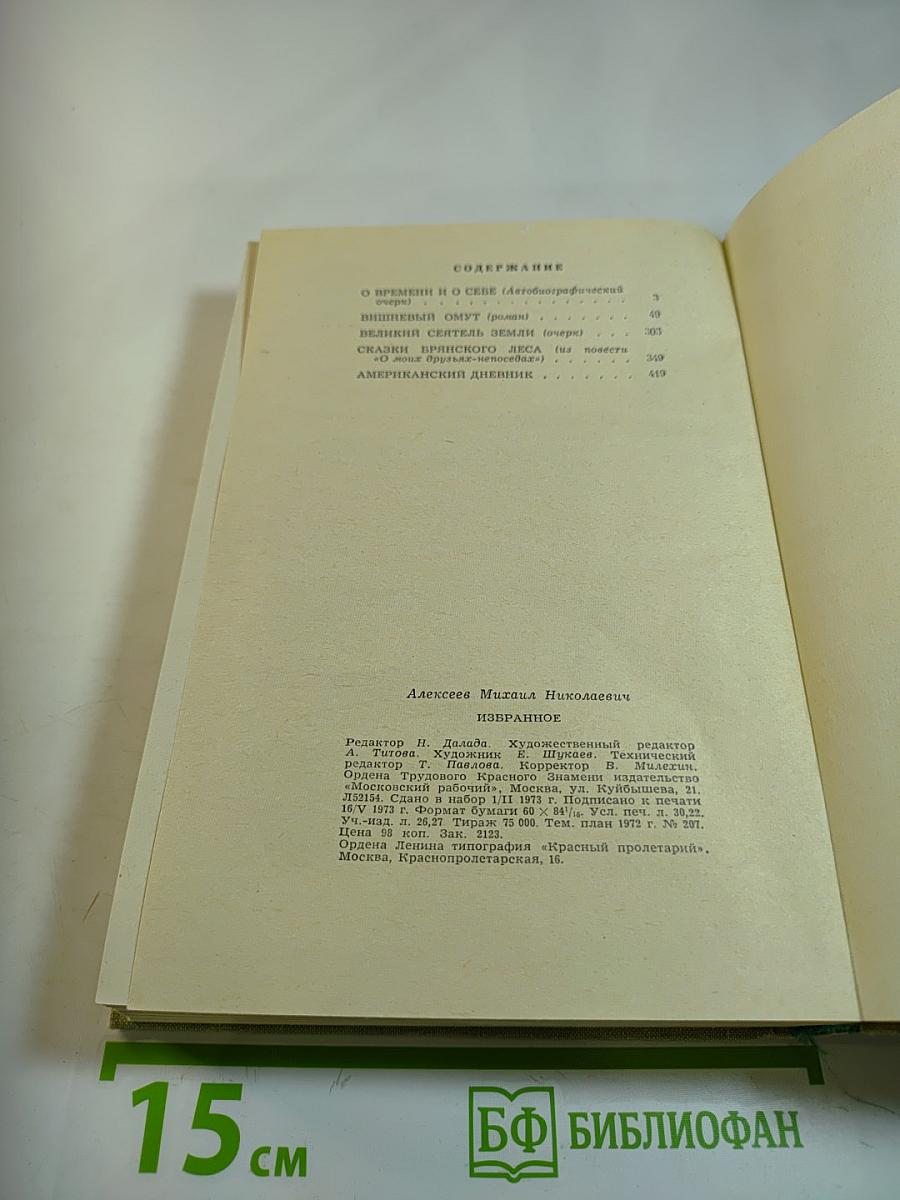 СОДЕРЖАНИЕ
О ВРЕМЕНИ И О СЕБЕ (Автобиографический
очерк) . . . . . . . . . . . . . . 3
ВИШНЕВЫЙ ОМУТ (роман) . . . . . . . 49
ВЕЛИКИЙ СЕЯТЕЛЬ ЗЕМЛИ (очерк) . . . 303
СКАЗКИ БРЯНСКОГО ЛЕСА (из повести
«О моих друзьях-непоседах») . . . . . . 349
АМЕРИКАНСКИЙ ДНЕВНИК . . . . . . . 419
Алексеев Михаил Николаевич
ИЗБРАННОЕ
Редактор Н. Далада. Художественный редактор
А. Титова. Художник Е. Шукаев. Технический
редактор Т. Павлова. Корректор В. Милехин.
Ордена Трудового Красного Знамени издательство
«Московский рабочий», Москва, ул. Куйбышева, 21.
Л52154. Сдано в набор 1/II 1973 г. Подписано к печати
16/V 1973 г. Формат бумаги 60 × 84¹/₁₆. Усл. печ. л. 30,22.
Уч.-изд. л. 26,27. Тираж 75 000. Тем. план 1972 г. № 207.
Цена 98 коп. Зак. 2123.
Ордена Ленина типография «Красный пролетарий».
Москва, Краснопролетарская, 16.
15 см
БФ БИБЛИОФАН